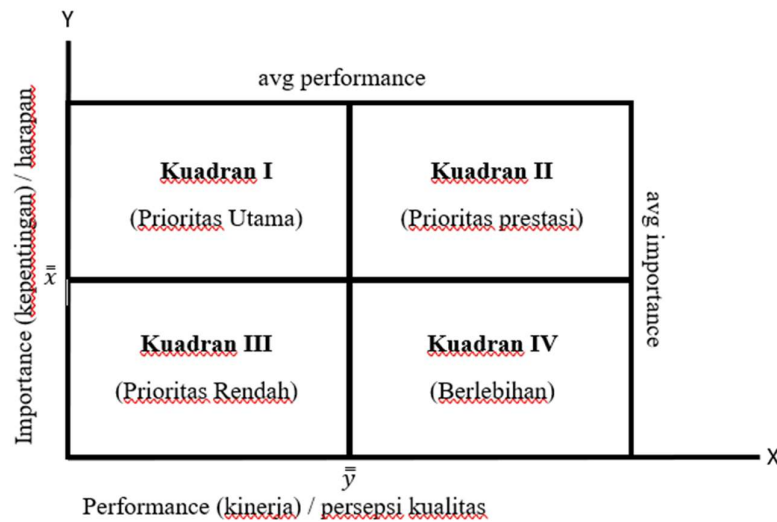 Y
avg performance
Importance (kepentingan) / harapan
Kuadran I
(Prioritas Utama)
Kuadran II
(Prioritas prestasi)
avg importance
x̿
Kuadran III
(Prioritas Rendah)
Kuadran IV
(Berlebihan)
X
y̿
Performance (kinerja) / persepsi kualitas